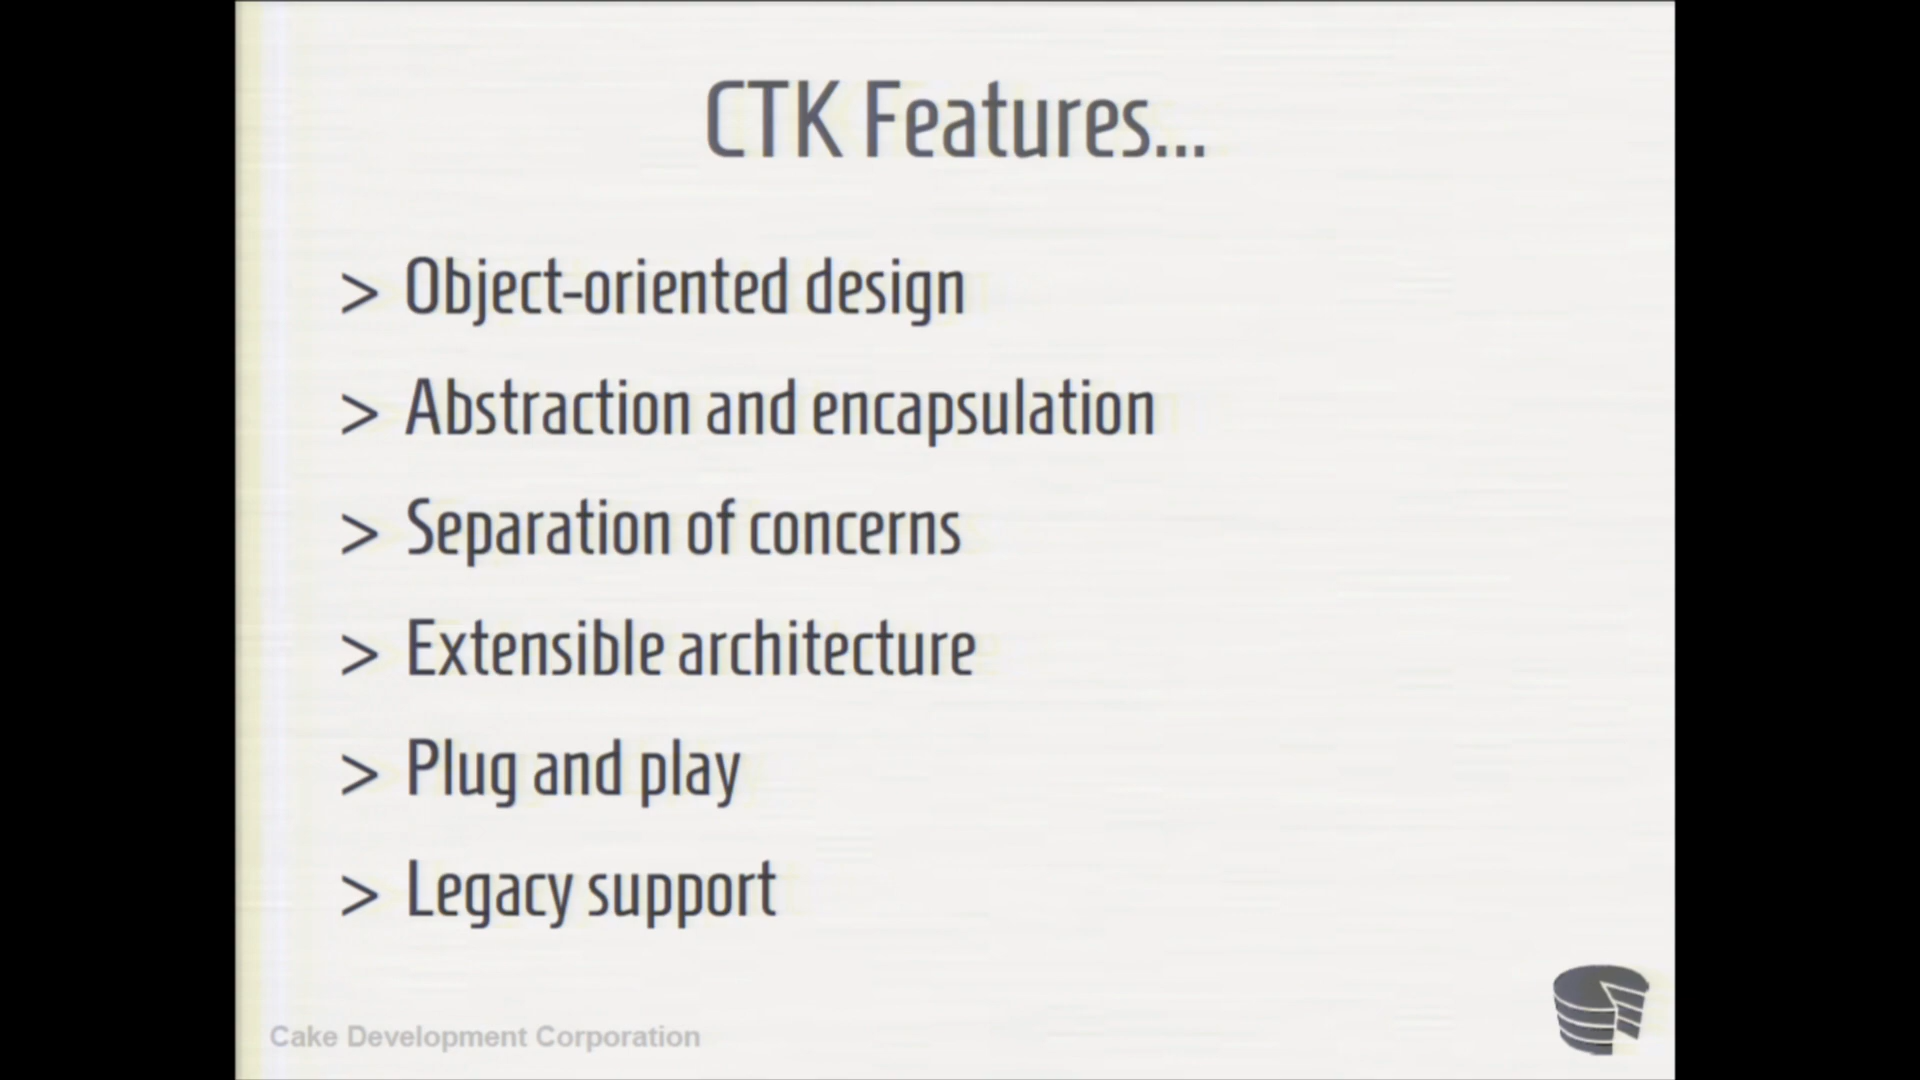 CTK Features...
> Object-oriented design
> Abstraction and encapsulation
> Separation of concerns
> Extensible architecture
> Plug and play
> Legacy support
Cake Development Corporation